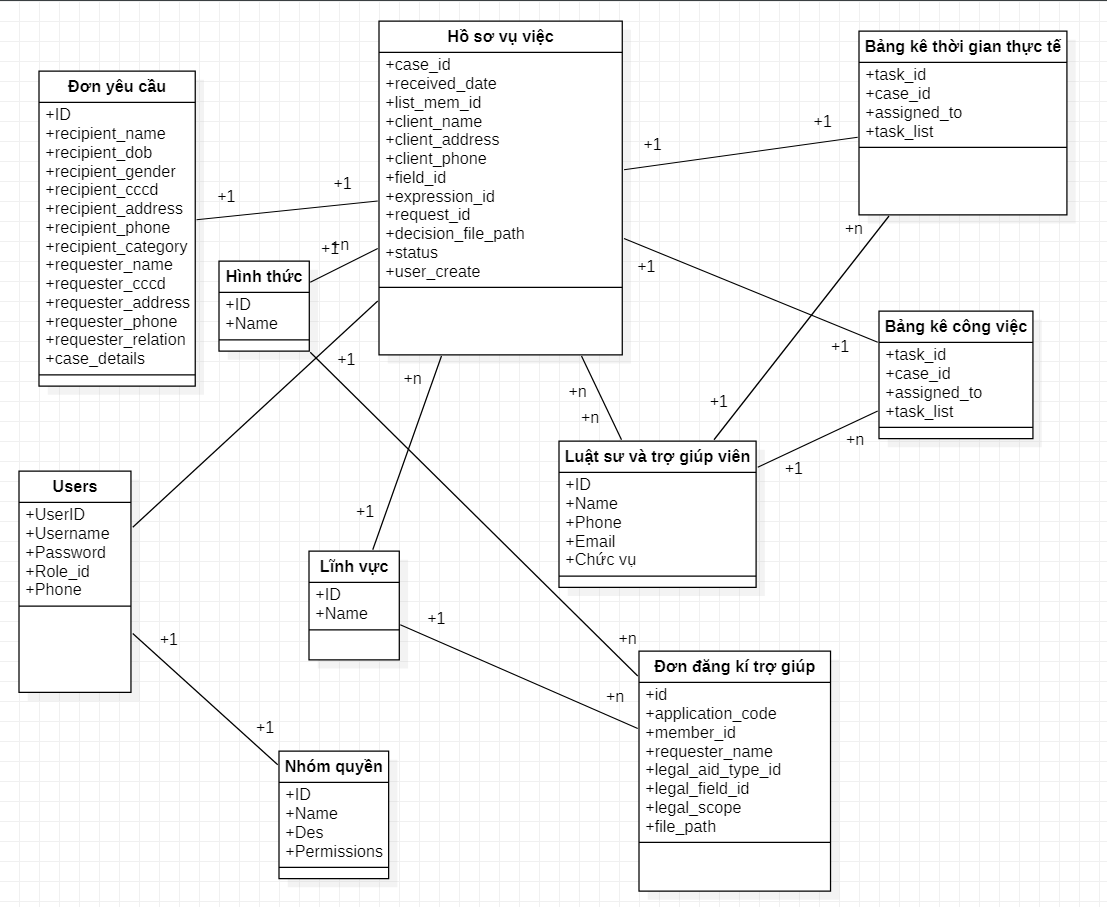 Hồ sơ vụ việc
+case_id
+received_date
+list_mem_id
+client_name
+client_address
+client_phone
+field_id
+expression_id
+request_id
+decision_file_path
+status
+user_create
Bảng kê thời gian thực tế
+task_id
+case_id
+assigned_to
+task_list
Đơn yêu cầu
+ID
+recipient_name
+recipient_dob
+recipient_gender
+recipient_cccd
+recipient_address
+recipient_phone
+recipient_category
+requester_name
+requester_cccd
+requester_address
+requester_phone
+requester_relation
+case_details
+1
+1
+1
+1
+1
+n
+n
+1
Hình thức
+ID
+Name
+1
+1
+n
+n
+n
+1
+1
+n
+1
Bảng kê công việc
+task_id
+case_id
+assigned_to
+task_list
Luật sư và trợ giúp viên
+ID
+Name
+Phone
+Email
+Chức vụ
Users
+UserID
+Username
+Password
+Role_id
+Phone
+1
Lĩnh vực
+ID
+Name
+1
+n
+1
+n
+1
Đơn đăng kí trợ giúp
+id
+application_code
+member_id
+requester_name
+legal_aid_type_id
+legal_field_id
+legal_scope
+file_path
Nhóm quyền
+ID
+Name
+Des
+Permissions